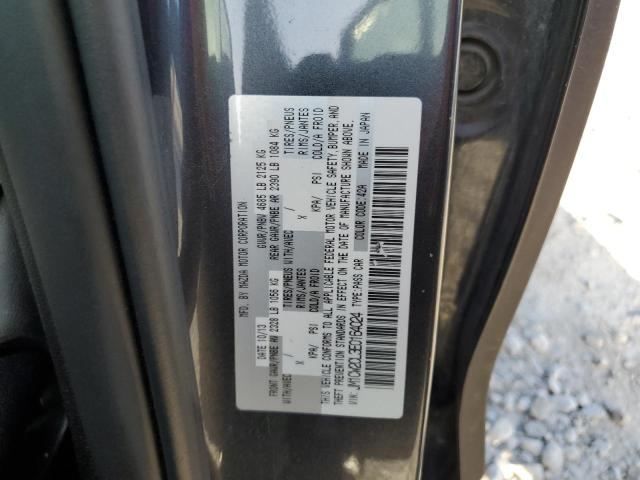 MFD. BY MAZDA MOTOR CORPORATION
DATE 10/13 GVWR/PNBV 4685 LB 2125 KG
FRONT GAWR/PNBE AV 2328 LB 1056 KG REAR GAWR/PNBE AR 2390 LB 1084 KG
WITH/AVEC TIRES/PNEUS WITH/AVEC TIRES/PNEUS
/ X RIMS/JANTES X RIMS/JANTES
KPA/ PSI COLD/A FROID KPA/ PSI COLD/A FROID
THIS VEHICLE CONFORMS TO ALL APPLICABLE FEDERAL MOTOR VEHICLE SAFETY, BUMPER, AND
THEFT PREVENTION STANDARDS IN EFFECT ON THE DATE OF MANUFACTURE SHOWN ABOVE.
VIN: JM1CW2CL3E0164024 TYPE:PASS CAR COLOR CODE:42A MADE IN JAPAN